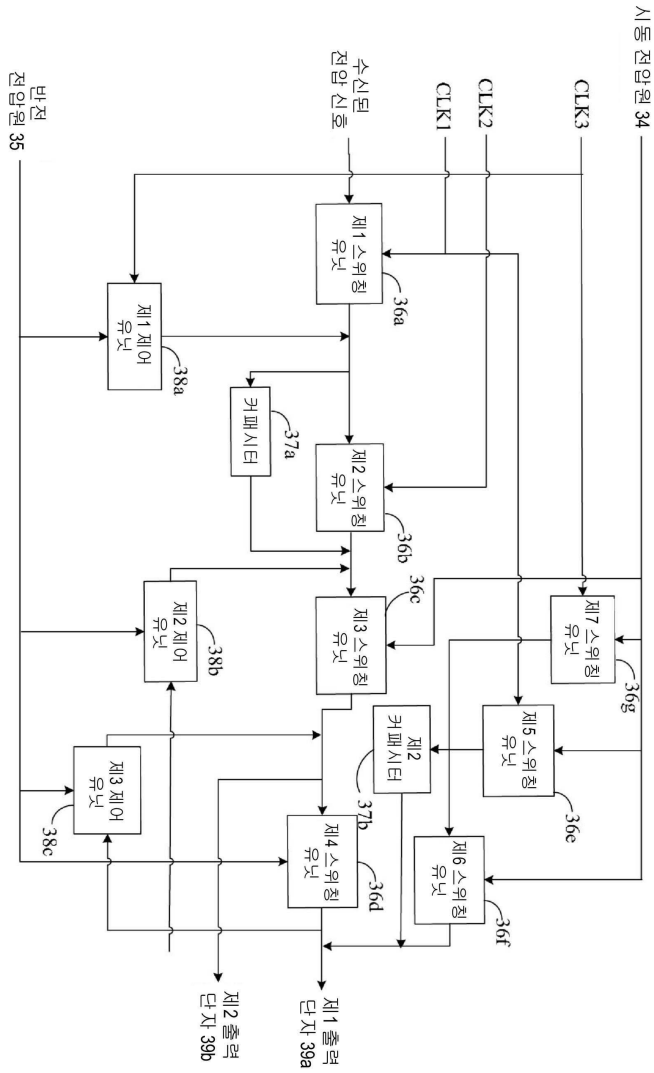 시동 전압원 34
CLK3
제7 스위칭
유닛
36g
CLK2
제5 스위칭
유닛
36e
제6 스위칭
유닛
36f
CLK1
제2
커패시터
37b
수신된
전압 신호
제1 스위칭
유닛
36a
제2 스위칭
유닛
36b
제3 스위칭
유닛
36c
제4 스위칭
유닛
36d
제1 출력
단자 39a
커패시터
37a
제2 출력
단자 39b
제1 제어
유닛
38a
제2 제어
유닛
38b
제3 제어
유닛
38c
반전
전압원 35